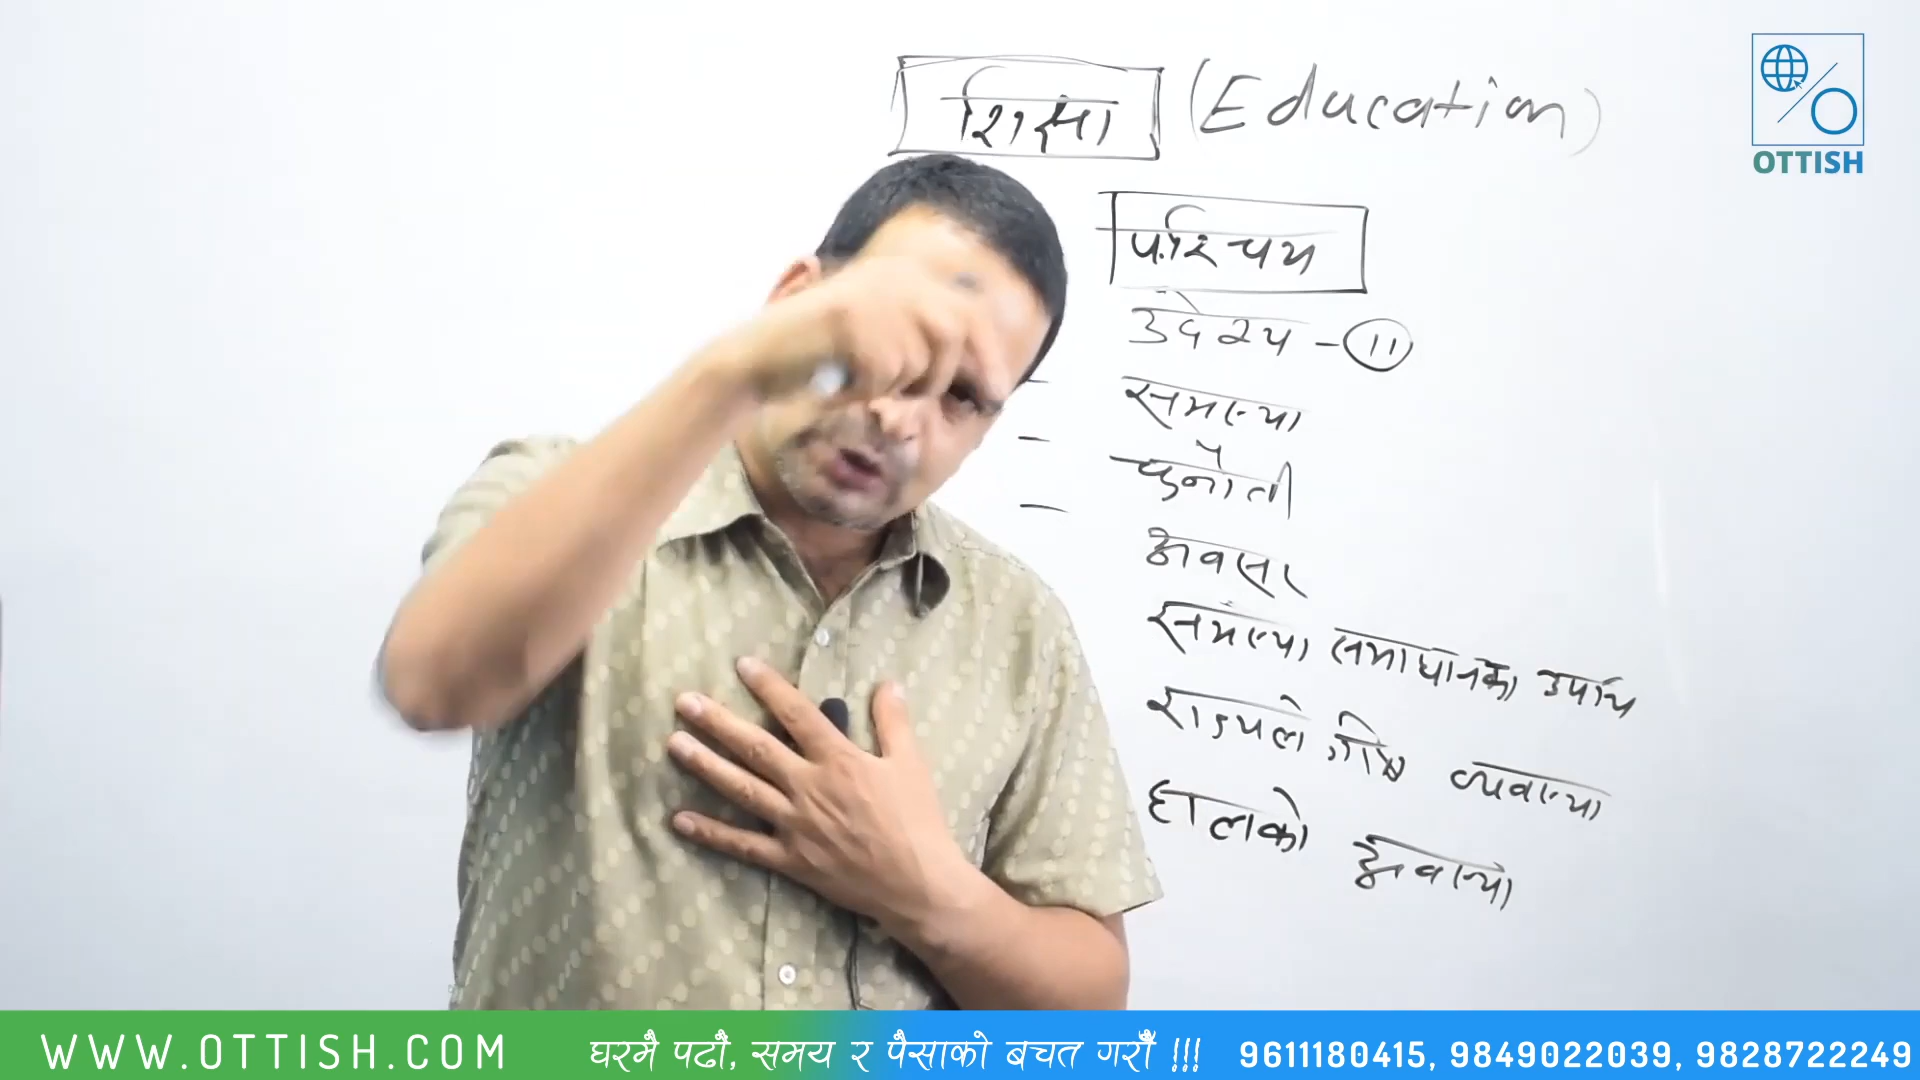 शिक्षा (Education)
OTTISH
परिचय
उदेश्य - 11
समस्या
चुनौती
अवसर
समस्या समाधानका उपाय
राज्यले गरेको व्यवस्था
हालको अवस्था
WWW.OTTISH.COM घरमै पढौं, समय र पैसाको बचत गरौं !!! 9611180415, 9849022039, 9828722249